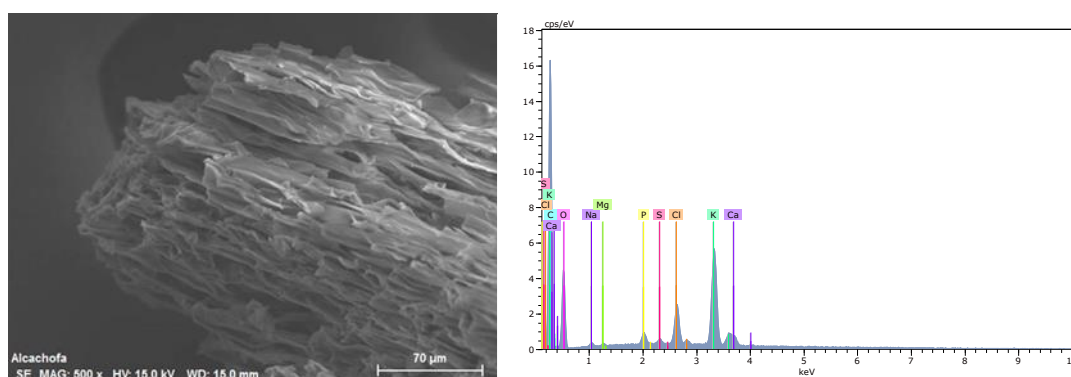 Alcachofa
SE MAG: 500 x HV: 15.0 kV WD: 15.0 mm
70 µm
cps/eV
18
16
14
12
10
8
6
4
2
0
S
K
Cl
C
Ca
O
Na
Mg
P
S
Cl
K
Ca
1 2 3 4 5 6 7 8 9 10
keV